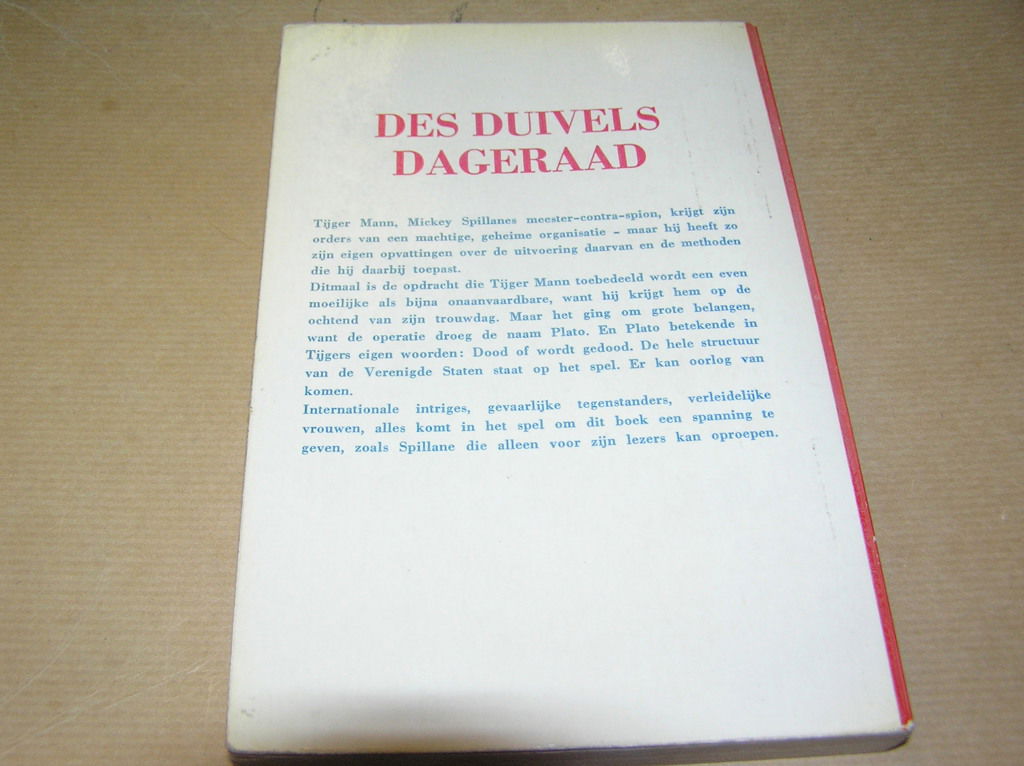 DES DUIVELS
DAGERAAD
Tijger Mann, Mickey Spillanes meester-contra-spion, krijgt zijn
orders van een machtige, geheime organisatie - maar hij heeft zo
zijn eigen opvattingen over de uitvoering daarvan en de methoden
die hij daarbij toepast.
Ditmaal is de opdracht die Tijger Mann toebedeeld wordt een even
moeilijke als bijna onaanvaardbare, want hij krijgt hem op de
ochtend van zijn trouwdag. Maar het ging om grote belangen,
want de operatie droeg de naam Plato. En Plato betekende in
Tijgers eigen woorden: Dood of wordt gedood. De hele structuur
van de Verenigde Staten staat op het spel. Er kan oorlog van
komen.
Internationale intriges, gevaarlijke tegenstanders, verleidelijke
vrouwen, alles komt in het spel om dit boek een spanning te
geven, zoals Spillane die alleen voor zijn lezers kan oproepen.